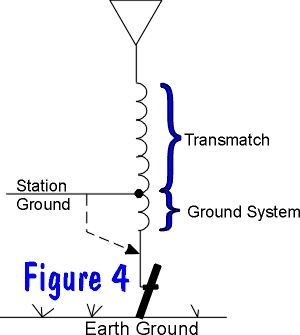 Transmatch
Station
Ground
Ground System
Figure 4
Earth Ground